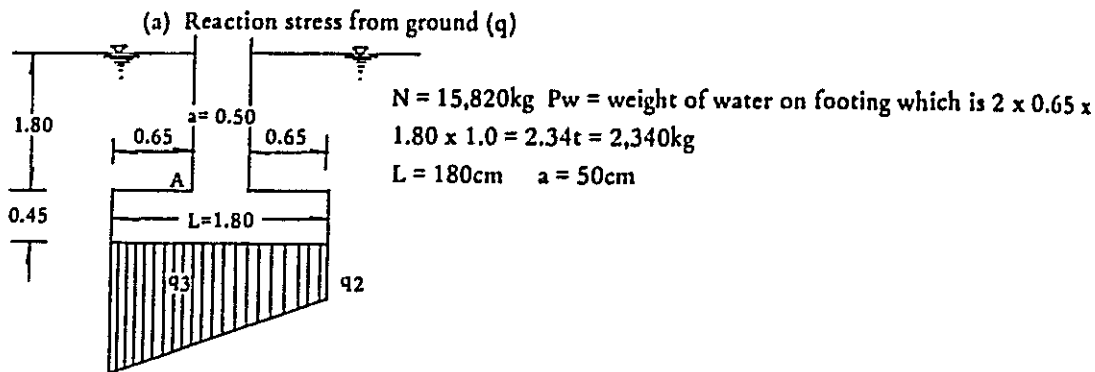 (a) Reaction stress from ground (q)
N = 15,820kg Pw = weight of water on footing which is 2 x 0.65 x
1.80 x 1.0 = 2.34t = 2,340kg
L = 180cm a = 50cm
1.80
a= 0.50
0.65
0.65
A
0.45
L=1.80
q3
q2